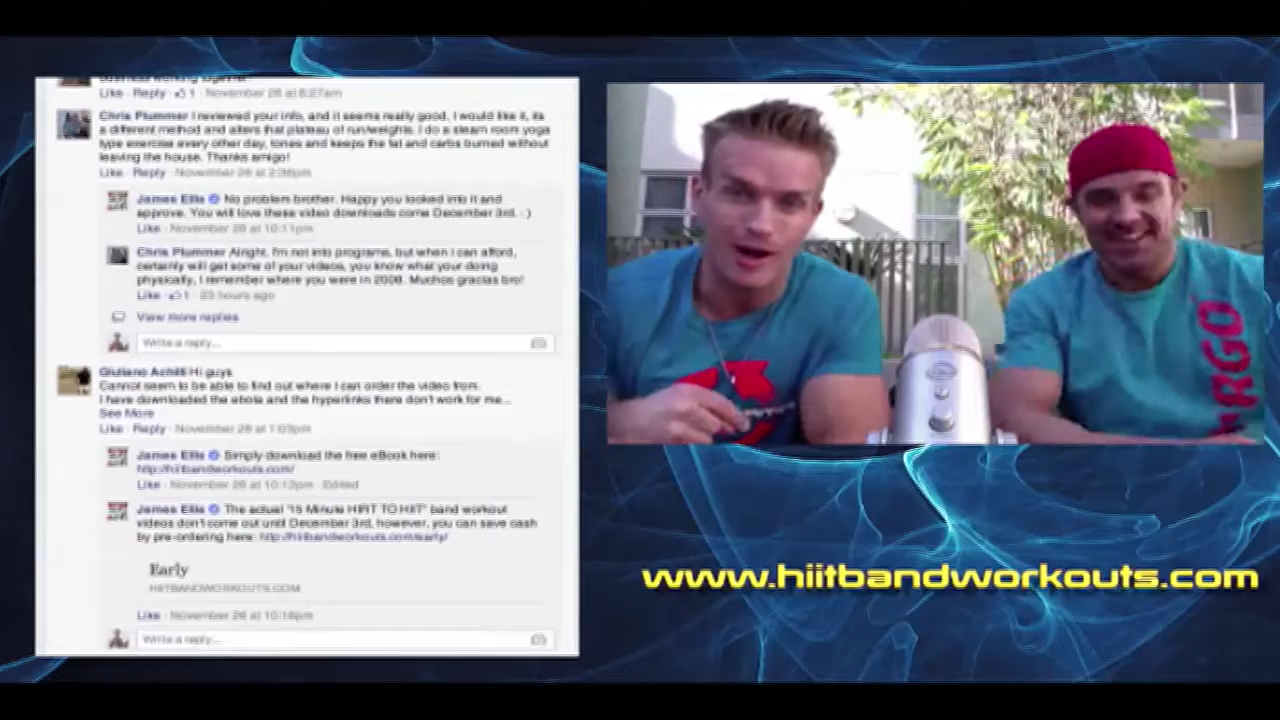 Like · Reply · 1 · November 26 at 6:27am
Chris Plummer I reviewed your info, and it seems really good, I would like it, its
a different method and alters that plateau of run/weights. I do a steam room yoga
type exercise every other day, tones and keeps the fat and carbs burned without
leaving the house. Thanks amigo!
Like · Reply · November 26 at 2:36pm
James Ellis No problem brother. Happy you looked into it and
approve. You will love these video downloads come December 3rd. : )
Like · November 26 at 10:11pm
Chris Plummer Alright, I'm not into programs, but when I can afford,
certainly will get some of your videos, you know what your doing
physically, I remember where you were in 2008. Muchos gracias bro!
Like · 1 · 23 hours ago
View more replies
Write a reply...
Giuliano Achilli Hi guys
Cannot seem to be able to find out where I can order the video from.
I have downloaded the ebola and the hyperlinks there don't work for me...
See More
Like · Reply · November 26 at 1:03pm
James Ellis Simply download the free eBook here:
http://hiitbandworkouts.com/
Like · November 26 at 10:13pm · Edited
James Ellis The actual "15 Minute HIRT TO HIIT" band workout
videos don't come out until December 3rd, however, you can save cash
by pre-ordering here: http://hiitbandworkouts.com/early/
Early
HIITBANDWORKOUTS.COM
Like · November 26 at 10:16pm
Write a reply...
www.hiitbandworkouts.com